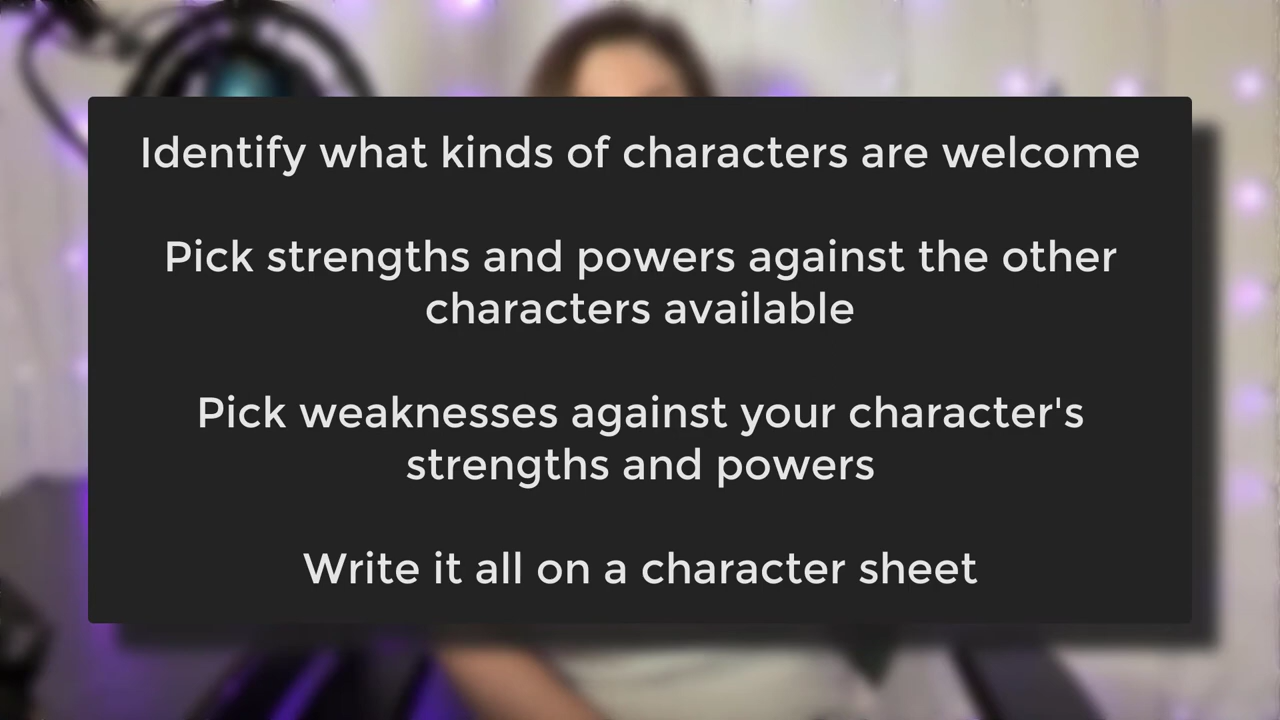 Identify what kinds of characters are welcome
Pick strengths and powers against the other
characters available
Pick weaknesses against your character's
strengths and powers
Write it all on a character sheet